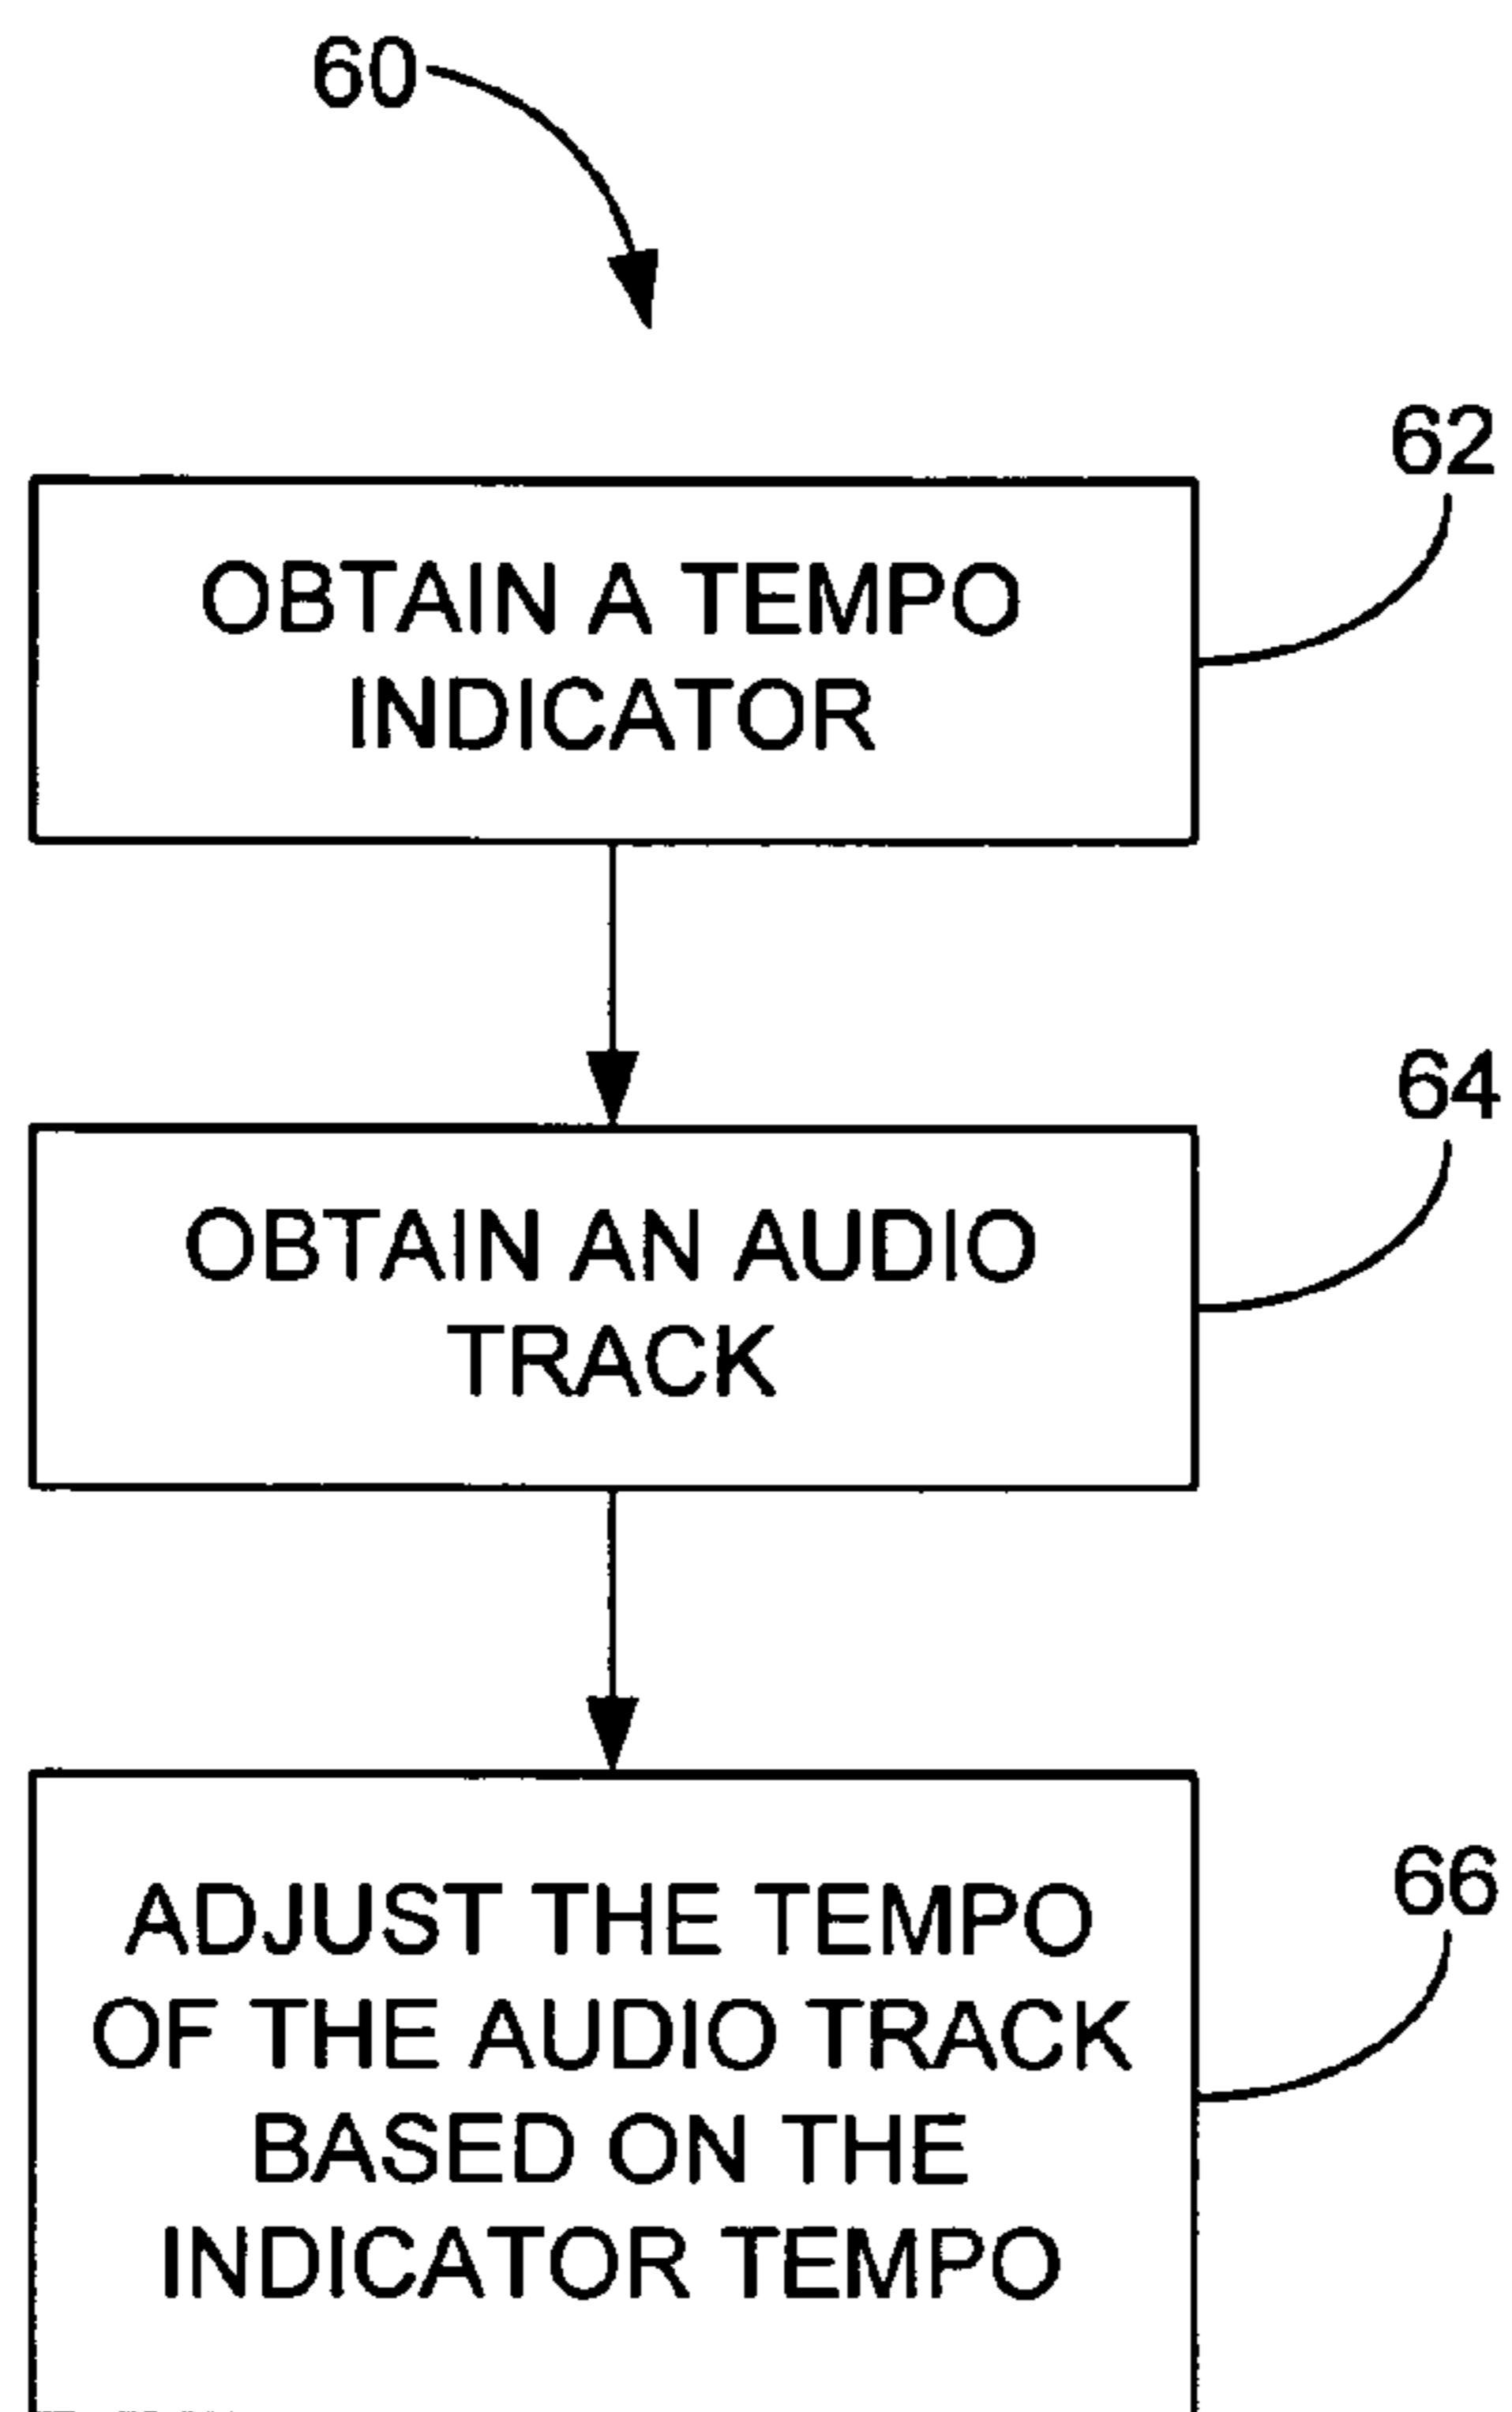 60
62
OBTAIN A TEMPO
INDICATOR
64
OBTAIN AN AUDIO
TRACK
66
ADJUST THE TEMPO
OF THE AUDIO TRACK
BASED ON THE
INDICATOR TEMPO